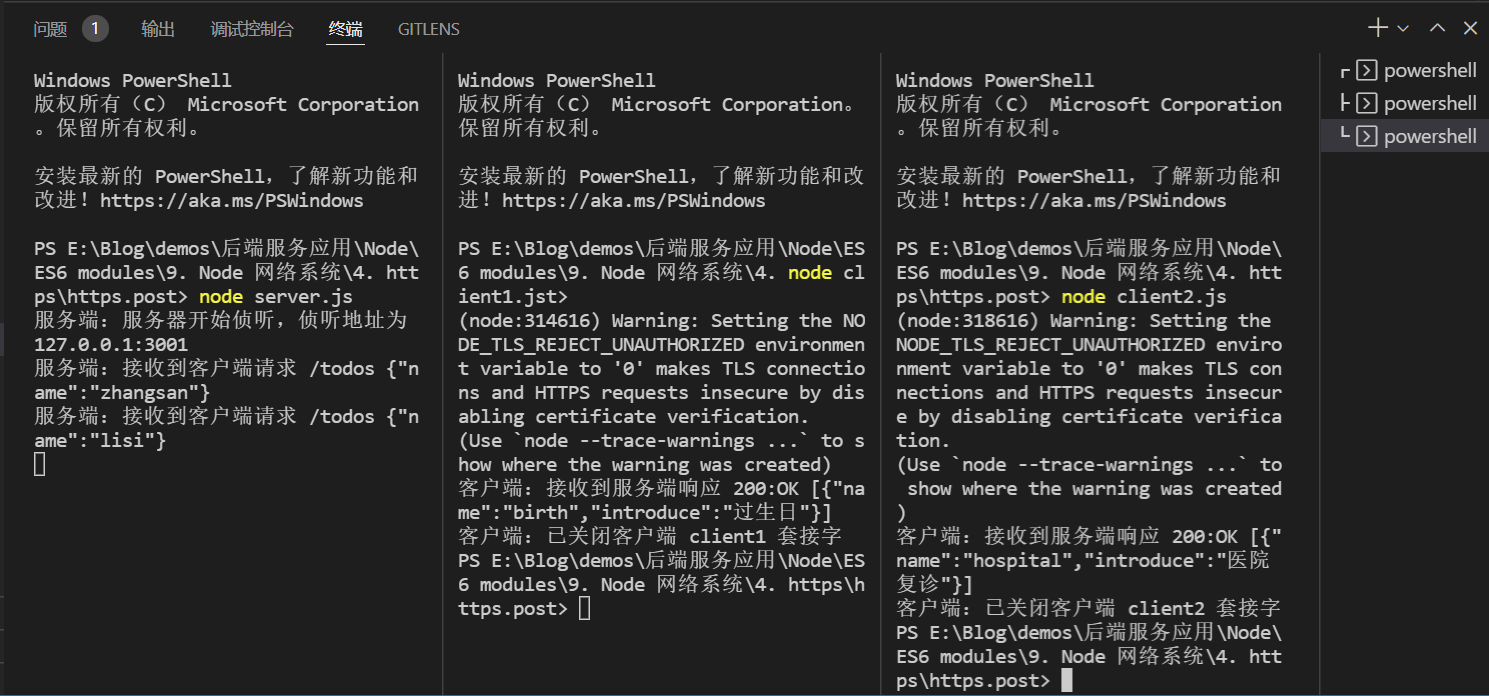 问题 1 输出 调试控制台 终端 GITLENS
Windows PowerShell
版权所有（C） Microsoft Corporation
。保留所有权利。
安装最新的 PowerShell，了解新功能和
改进！https://aka.ms/PSWindows
PS E:\Blog\demos\后端服务应用\Node\
ES6 modules\9. Node 网络系统\4. htt
ps\https.post> node server.js
服务端：服务器开始侦听，侦听地址为
127.0.0.1:3001
服务端：接收到客户端请求 /todos {"n
ame":"zhangsan"}
服务端：接收到客户端请求 /todos {"n
ame":"lisi"}
Windows PowerShell
版权所有（C） Microsoft Corporation。
保留所有权利。
安装最新的 PowerShell，了解新功能和改
进！https://aka.ms/PSWindows
PS E:\Blog\demos\后端服务应用\Node\ES
6 modules\9. Node 网络系统\4. node cl
ient1.jst>
(node:314616) Warning: Setting the NO
DE_TLS_REJECT_UNAUTHORIZED environmen
t variable to '0' makes TLS connectio
ns and HTTPS requests insecure by dis
abling certificate verification.
(Use `node --trace-warnings ...` to s
how where the warning was created)
客户端：接收到服务端响应 200:OK [{"na
me":"birth","introduce":"过生日"}]
客户端：已关闭客户端 client1 套接字
PS E:\Blog\demos\后端服务应用\Node\ES
6 modules\9. Node 网络系统\4. https\h
ttps.post>
Windows PowerShell
版权所有（C） Microsoft Corporation
。保留所有权利。
安装最新的 PowerShell，了解新功能和
改进！https://aka.ms/PSWindows
PS E:\Blog\demos\后端服务应用\Node\
ES6 modules\9. Node 网络系统\4. htt
ps\https.post> node client2.js
(node:318616) Warning: Setting the
NODE_TLS_REJECT_UNAUTHORIZED enviro
nment variable to '0' makes TLS con
nections and HTTPS requests insecur
e by disabling certificate verifica
tion.
(Use `node --trace-warnings ...` to
show where the warning was created
)
客户端：接收到服务端响应 200:OK [{"
name":"hospital","introduce":"医院
复诊"}]
客户端：已关闭客户端 client2 套接字
PS E:\Blog\demos\后端服务应用\Node\
ES6 modules\9. Node 网络系统\4. htt
ps\https.post>
powershell
powershell
powershell